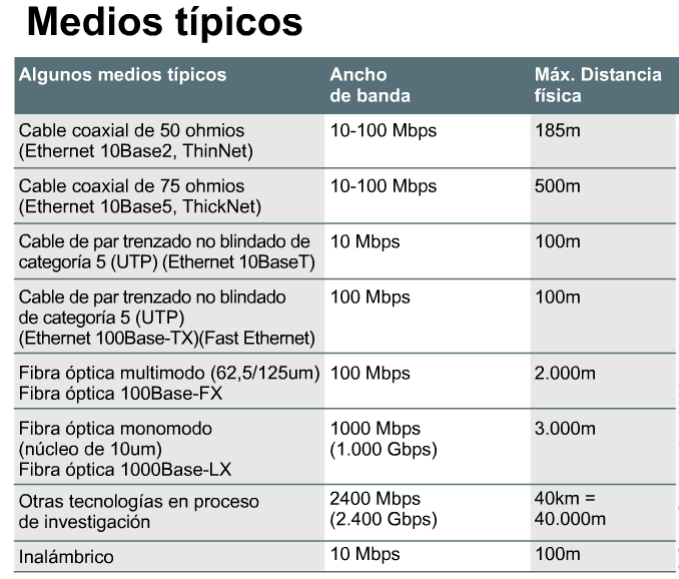 Medios típicos
Algunos medios típicos
Ancho
de banda
Máx. Distancia
física
Cable coaxial de 50 ohmios
(Ethernet 10Base2, ThinNet)
10-100 Mbps
185m
Cable coaxial de 75 ohmios
(Ethernet 10Base5, ThickNet)
10-100 Mbps
500m
Cable de par trenzado no blindado de
categoría 5 (UTP) (Ethernet 10BaseT)
10 Mbps
100m
Cable de par trenzado no blindado
de categoría 5 (UTP)
(Ethernet 100Base-TX)(Fast Ethernet)
100 Mbps
100m
Fibra óptica multimodo (62,5/125um)
Fibra óptica 100Base-FX
100 Mbps
2.000m
Fibra óptica monomodo
(núcleo de 10um)
Fibra óptica 1000Base-LX
1000 Mbps
(1.000 Gbps)
3.000m
Otras tecnologías en proceso
de investigación
2400 Mbps
(2.400 Gbps)
40km =
40.000m
Inalámbrico
10 Mbps
100m